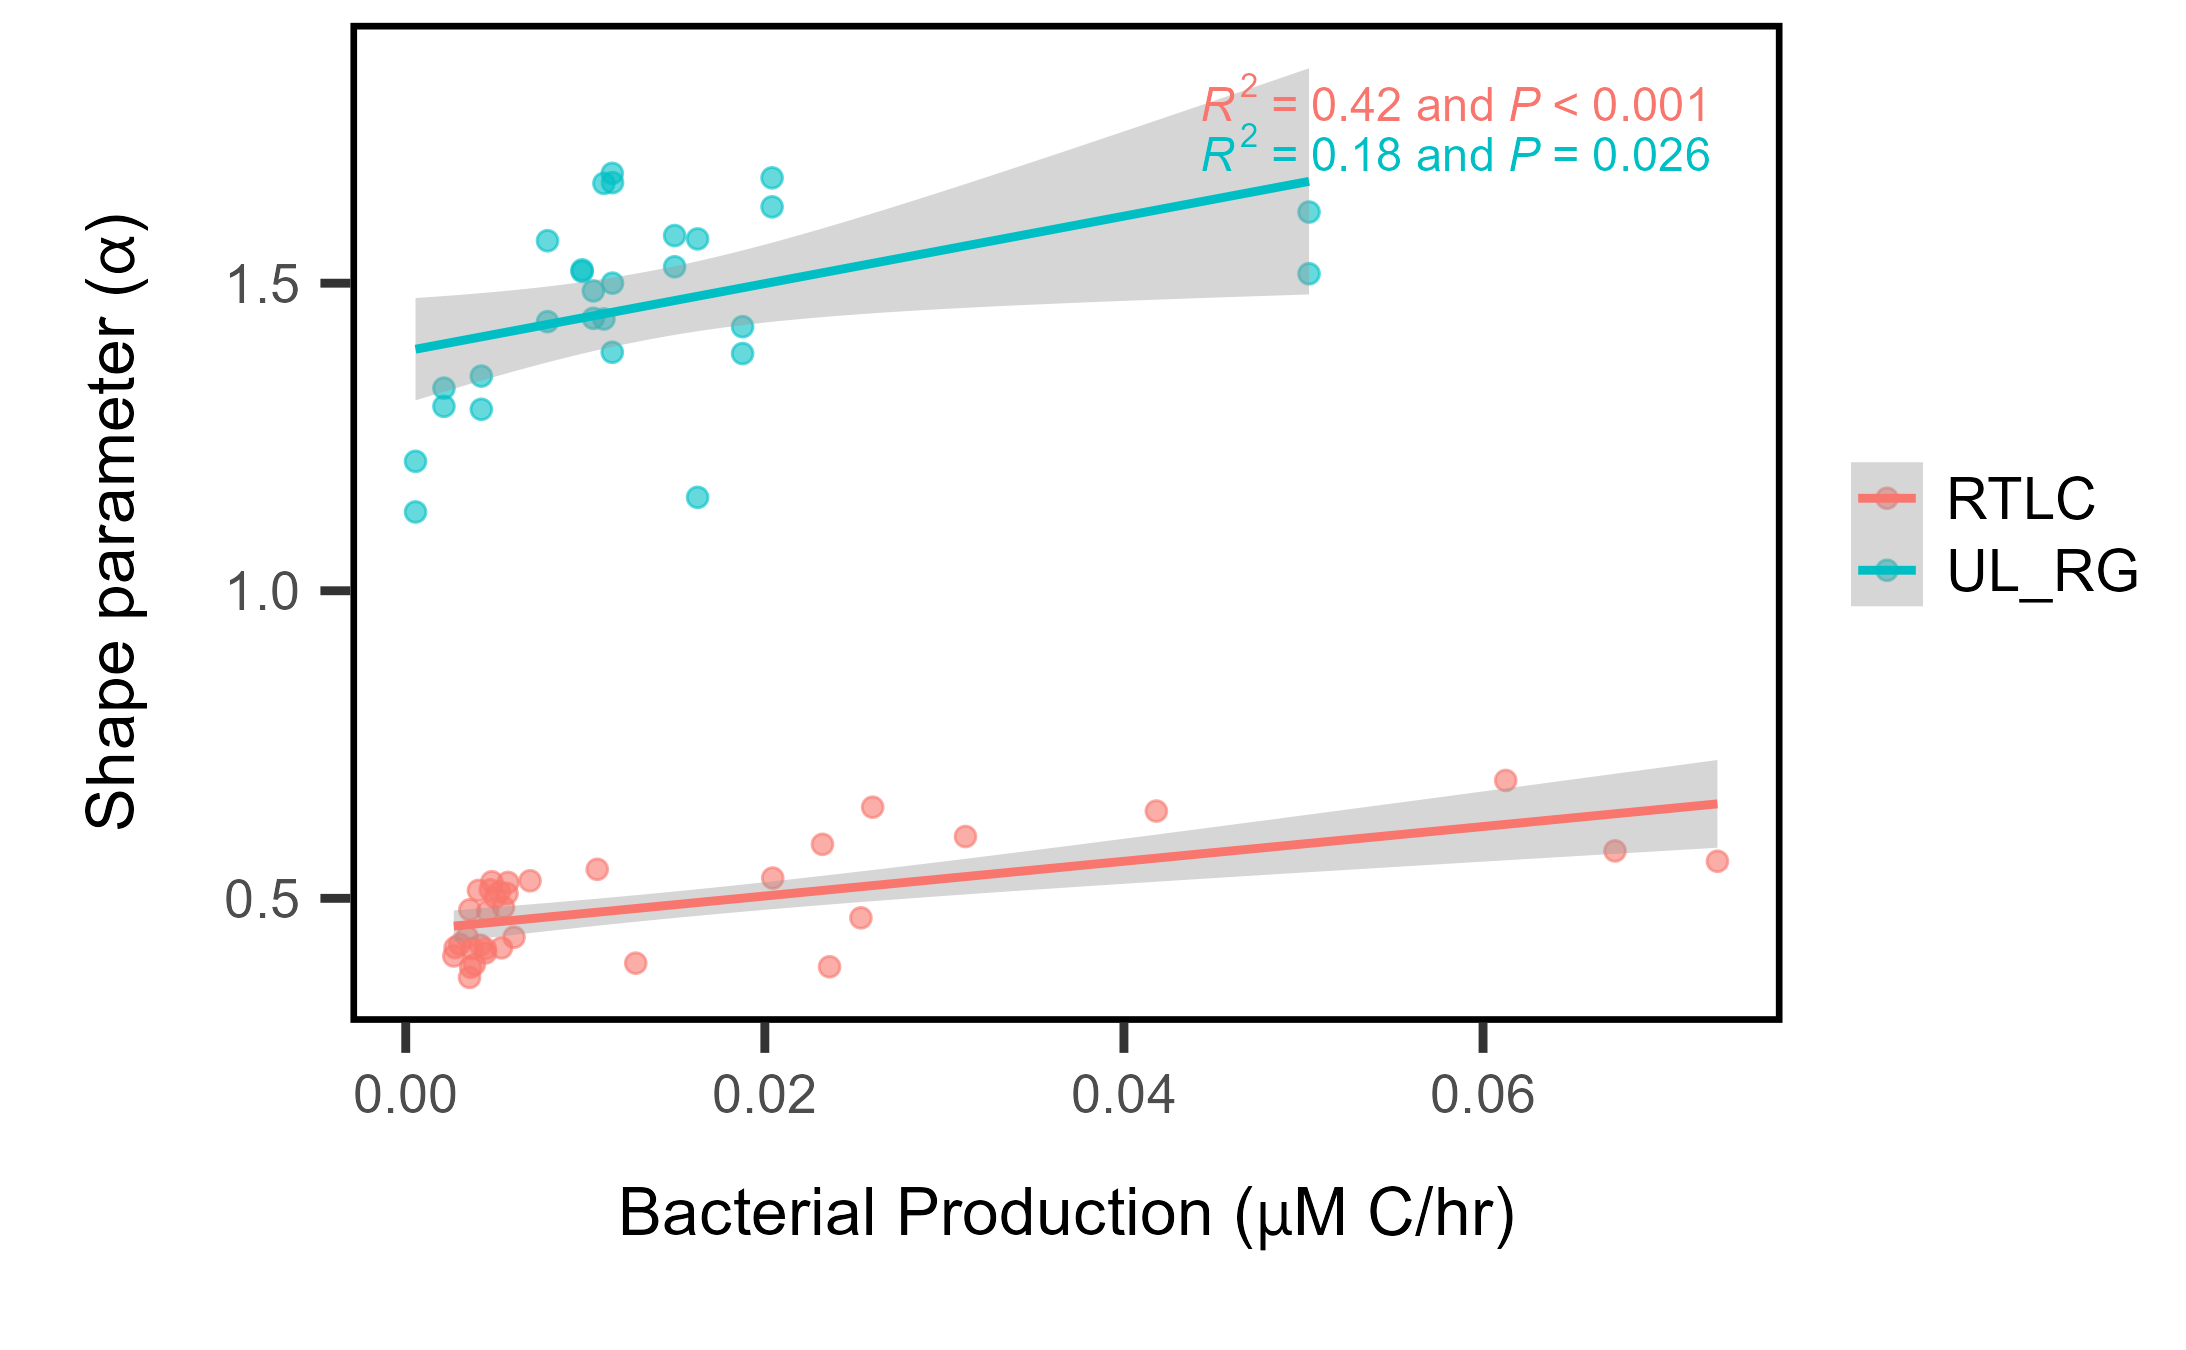 R² = 0.42 and P < 0.001
R² = 0.18 and P = 0.026
Shape parameter (α)
1.5
1.0
0.5
0.00 0.02 0.04 0.06
Bacterial Production (μM C/hr)
RTLC
UL_RG